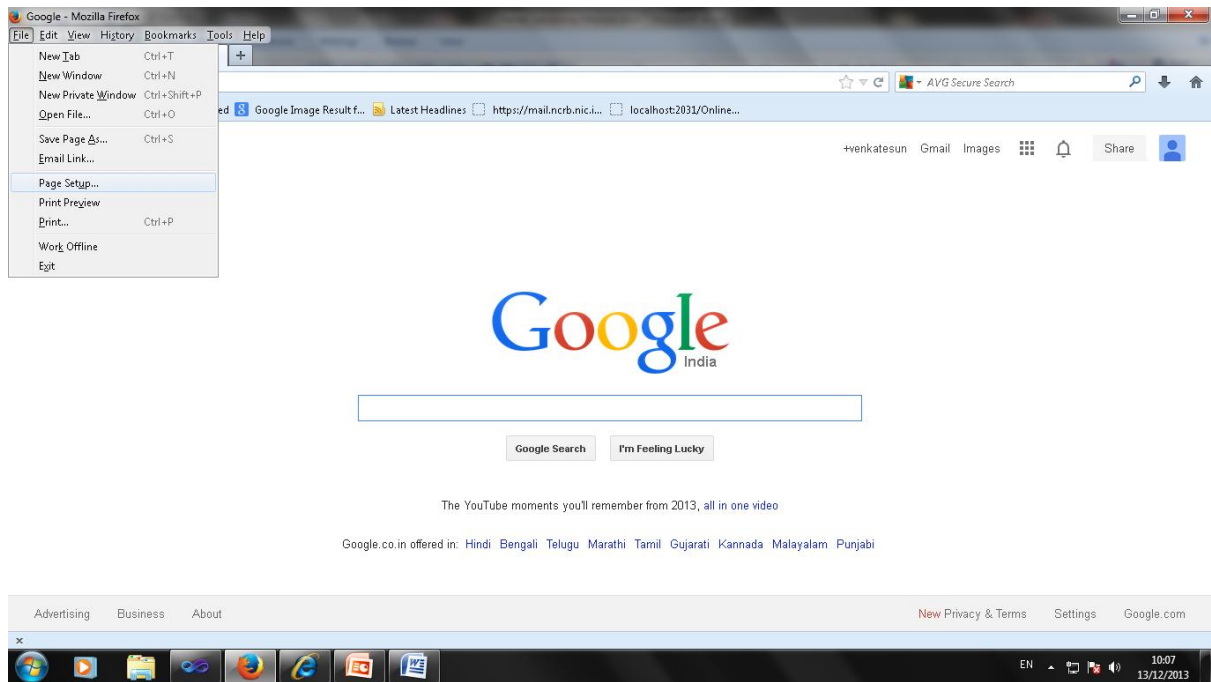 Google - Mozilla Firefox
File Edit View History Bookmarks Tools Help
New Tab Ctrl+T
New Window Ctrl+N
New Private Window Ctrl+Shift+P
Open File... Ctrl+O
Save Page As... Ctrl+S
Email Link...
Page Setup...
Print Preview
Print... Ctrl+P
Work Offline
Exit
AVG Secure Search
ed Google Image Result f... Latest Headlines https://mail.ncrb.nic.i... localhost:2031/Online...
+venkatesun Gmail Images Share
Google
India
Google Search I'm Feeling Lucky
The YouTube moments you'll remember from 2013, all in one video
Google.co.in offered in: Hindi Bengali Telugu Marathi Tamil Gujarati Kannada Malayalam Punjabi
Advertising Business About New Privacy & Terms Settings Google.com
EN 10:07
13/12/2013